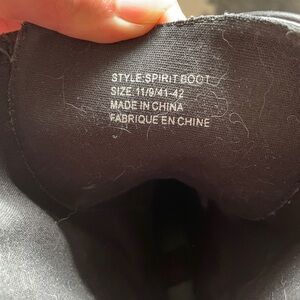 STYLE:SPIRIT BOOT
SIZE:11/9/41-42
MADE IN CHINA
FABRIQUE EN CHINE